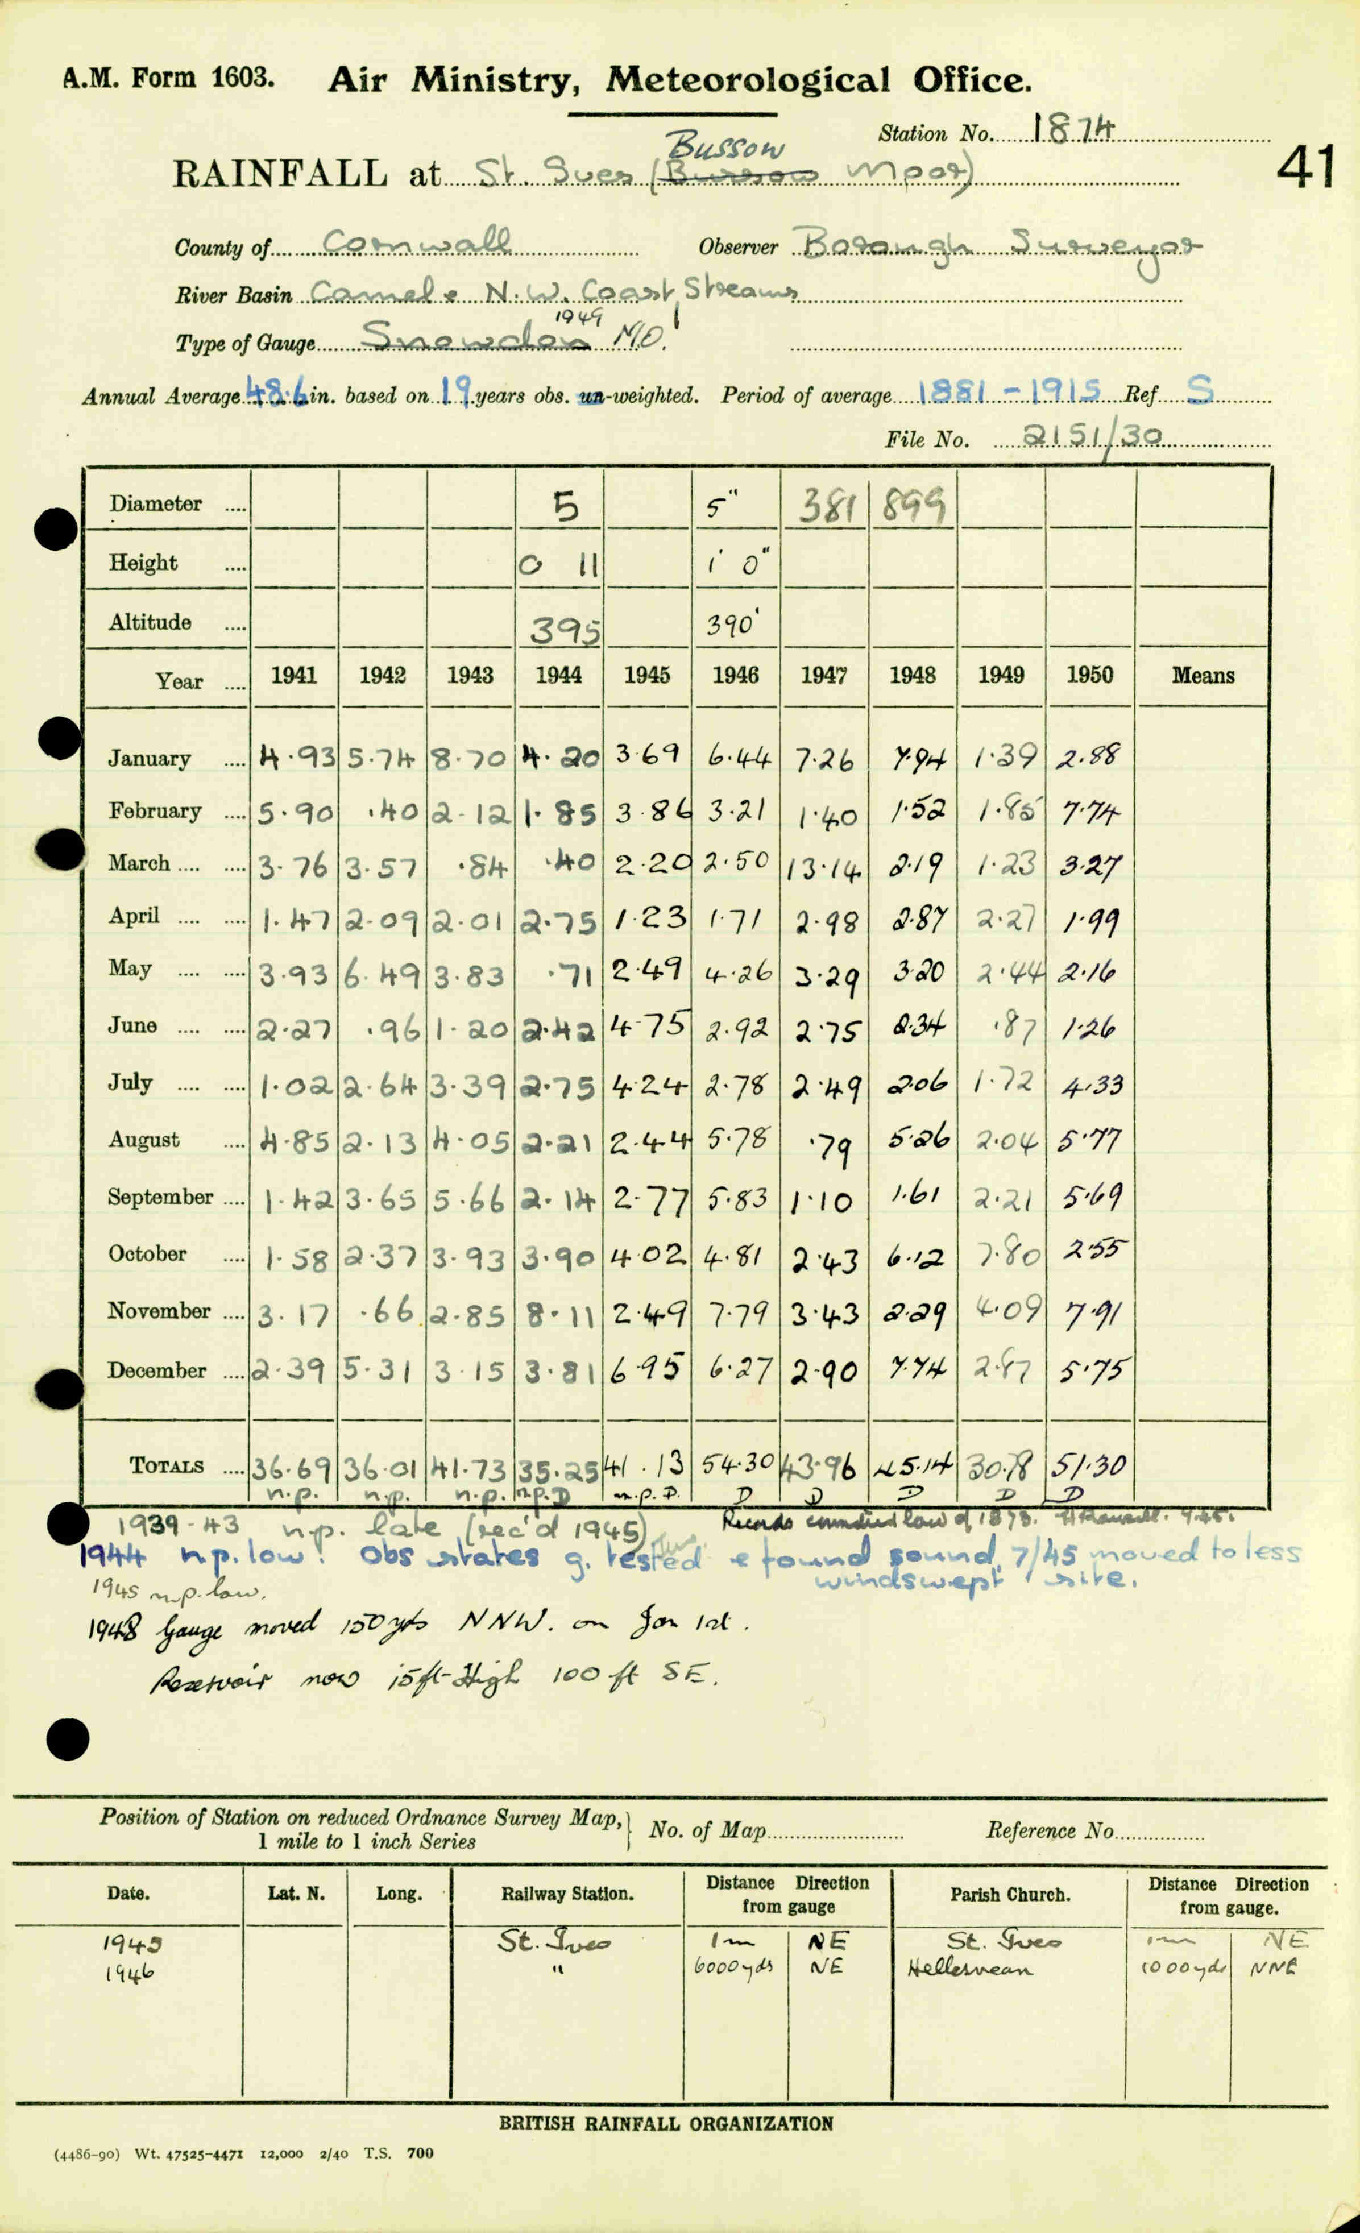 A.M. Form 1603. Air Ministry, Meteorological Office.
Station No. 1874
41
Bussow
RAINFALL at St. Ives (Bussow Moor)
County of Cornwall Observer Borough Surveyor
River Basin Camel & N.W. Coast Streams
1949
Type of Gauge Snowdon M.O.
Annual Average 48.6 in. based on 19 years obs. un-weighted. Period of average 1881 - 1915 Ref S
File No. 2151/30
Diameter .... 5 5" 381 899
Height .... 0 11 1' 0"
Altitude .... 395 390'
Year .... 1941 1942 1943 1944 1945 1946 1947 1948 1949 1950 Means
January .... 4.93 5.74 8.70 4.20 3.69 6.44 7.26 7.94 1.39 2.88
February .... 5.90 .40 2.12 1.85 3.86 3.21 1.40 1.52 1.85 7.74
March .... .... 3.76 3.57 .84 .40 2.20 2.50 13.14 2.19 1.23 3.27
April .... .... 1.47 2.09 2.01 2.75 1.23 1.71 2.98 2.87 2.27 1.99
May .... .... 3.93 6.49 3.83 .71 2.49 4.26 3.29 3.20 2.44 2.16
June .... .... 2.27 .96 1.20 2.42 4.75 2.92 2.75 2.34 .87 1.26
July .... .... 1.02 2.64 3.39 2.75 4.24 2.78 2.49 2.06 1.72 4.33
August .... 4.85 2.13 4.05 2.21 2.44 5.78 .79 5.26 2.04 5.77
September .... 1.42 3.65 5.66 2.14 2.77 5.83 1.10 1.61 2.21 5.69
October .... 1.58 2.37 3.93 3.90 4.02 4.81 2.43 6.12 7.80 2.55
November .... 3.17 .66 2.85 8.11 2.49 7.79 3.43 2.29 4.09 7.91
December .... 2.39 5.31 3.15 3.81 6.95 6.27 2.90 7.74 2.87 5.75
TOTALS .... 36.69 36.01 41.73 35.25 41.13 54.30 43.96 45.14 30.78 51.30
n.p. n.p. n.p. n.p.D n.p.D. D D D D D
1939-43 n.p. late (rec'd 1945) Records
1944 n.p. low. Obs states g. tested & found sound, 7/45 moved to less
windswept site.
1945 n.p. low.
1948 Gauge moved 150 yds NNW. on Jan 1st.
Reservoir now 15ft-High 100 ft SE.
Position of Station on reduced Ordnance Survey Map, 1 mile to 1 inch Series } No. of Map Reference No.
Date. Lat. N. Long. Railway Station. Distance Direction from gauge Parish Church. Distance Direction from gauge.
1945 St. Ives 1m NE St. Ives 1m NE
1946 " 6000yds NE Hellesvean 1000yds NNE
BRITISH RAINFALL ORGANIZATION
(4486-90) Wt. 47525-4471 12,000 2/40 T.S. 700